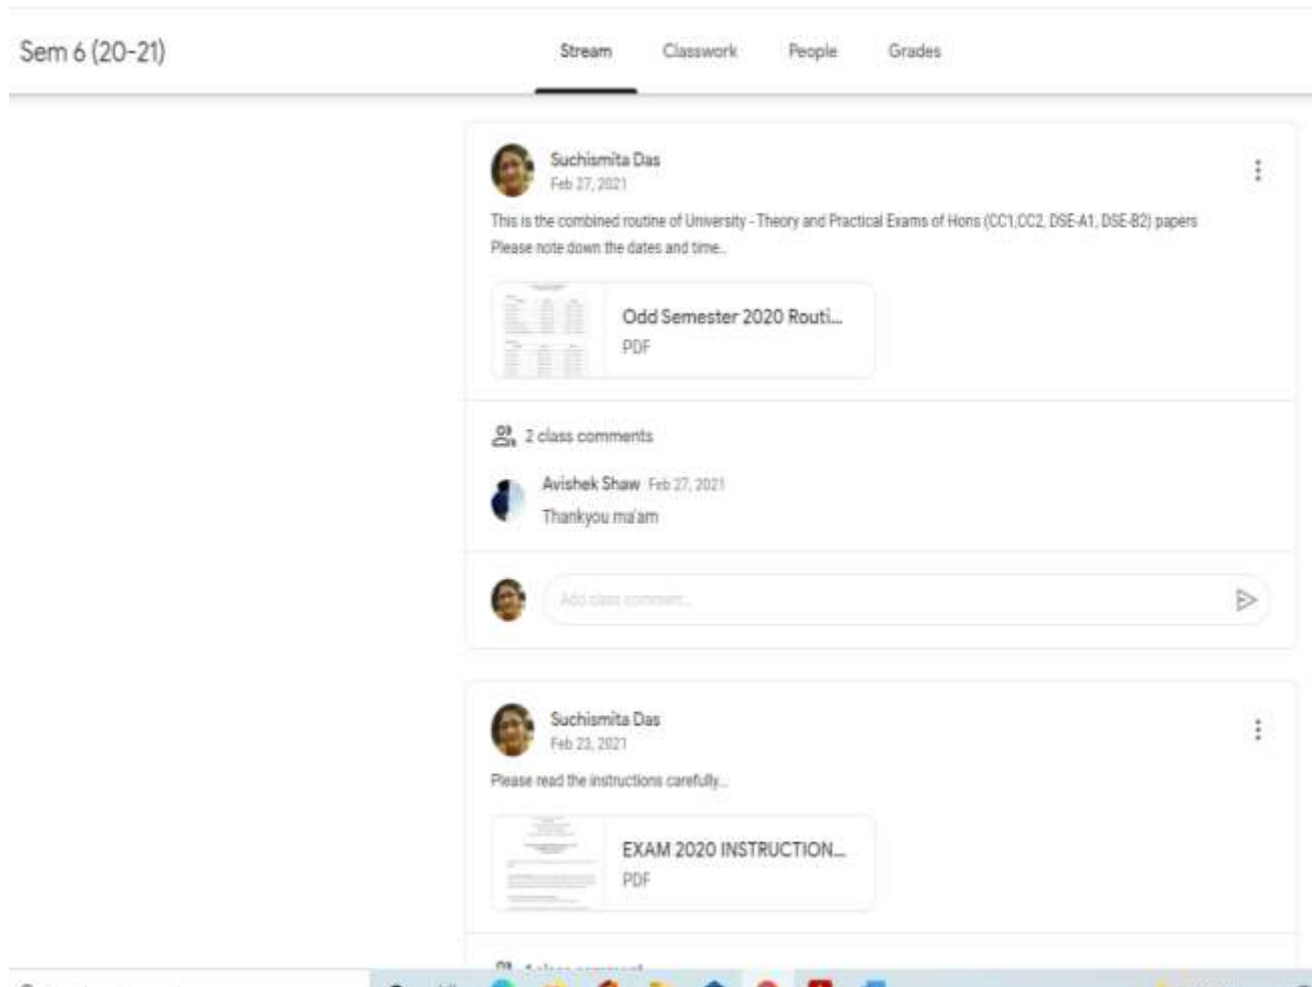 Sem 6 (20-21)
Stream
Classwork
People
Grades
Suchismita Das
Feb 27, 2021
This is the combined routine of University - Theory and Practical Exams of Hons (CC1,CC2, DSE-A1, DSE-B2) papers
Please note down the dates and time..
Odd Semester 2020 Routi...
PDF
2 class comments
Avishek Shaw Feb 27, 2021
Thankyou ma'am
Add class comment...
Suchismita Das
Feb 23, 2021
Please read the instructions carefully...
EXAM 2020 INSTRUCTION...
PDF